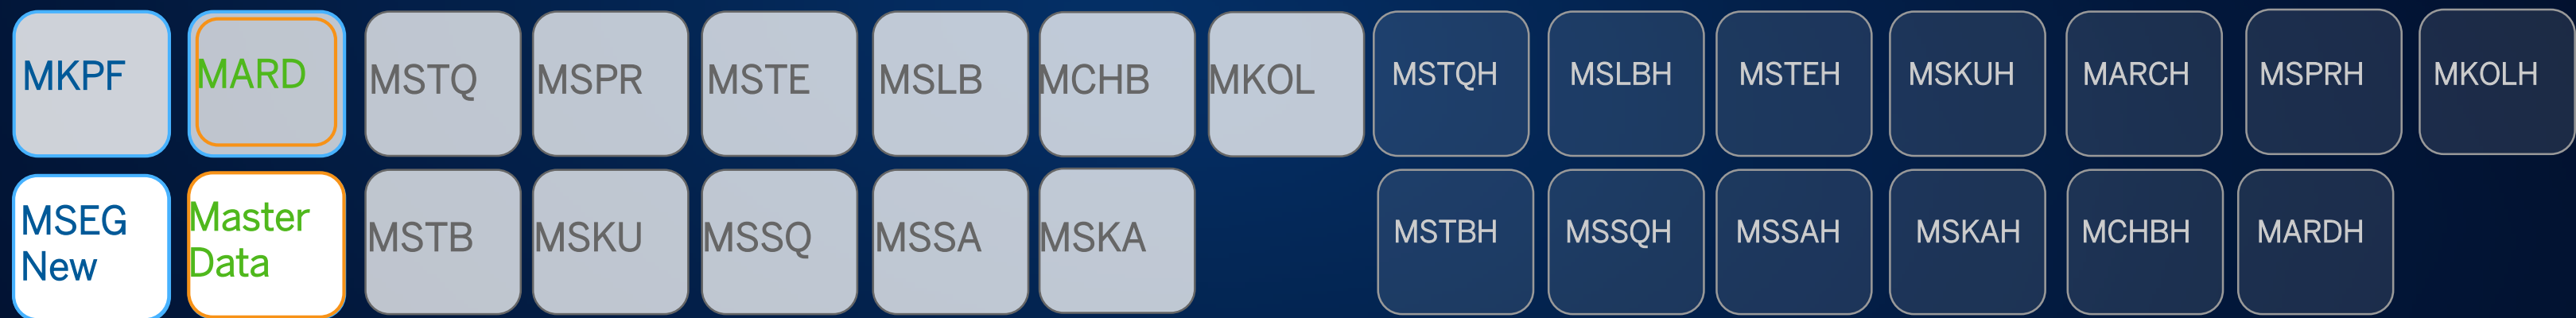 MKPF
MARD
MSTQ
MSPR
MSTE
MSLB
MCHB
MKOL
MSTQH
MSLBH
MSTEH
MSKUH
MARCH
MSPRH
MKOLH
MSEG
New
Master
Data
MSTB
MSKU
MSSQ
MSSA
MSKA
MSTBH
MSSQH
MSSAH
MSKAH
MCHBH
MARDH